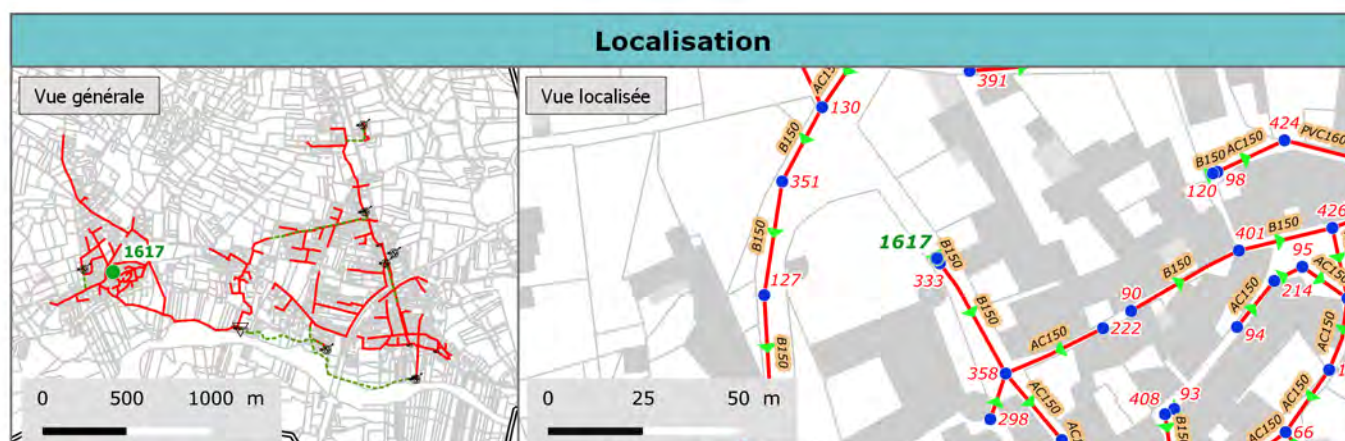 Localisation
Vue générale
1617
0 500 1000 m
Vue localisée
AC150
130
391
B150
351
B150
127
B150
1617
B150
333
B150
358
298
AC150
AC150
222
90
B150
401
B150
426
424
PVC160
B150
AC150
120
98
95
AC150
214
AC150
94
AC150
408
93
B150
AC150
66
AC150
0 25 50 m